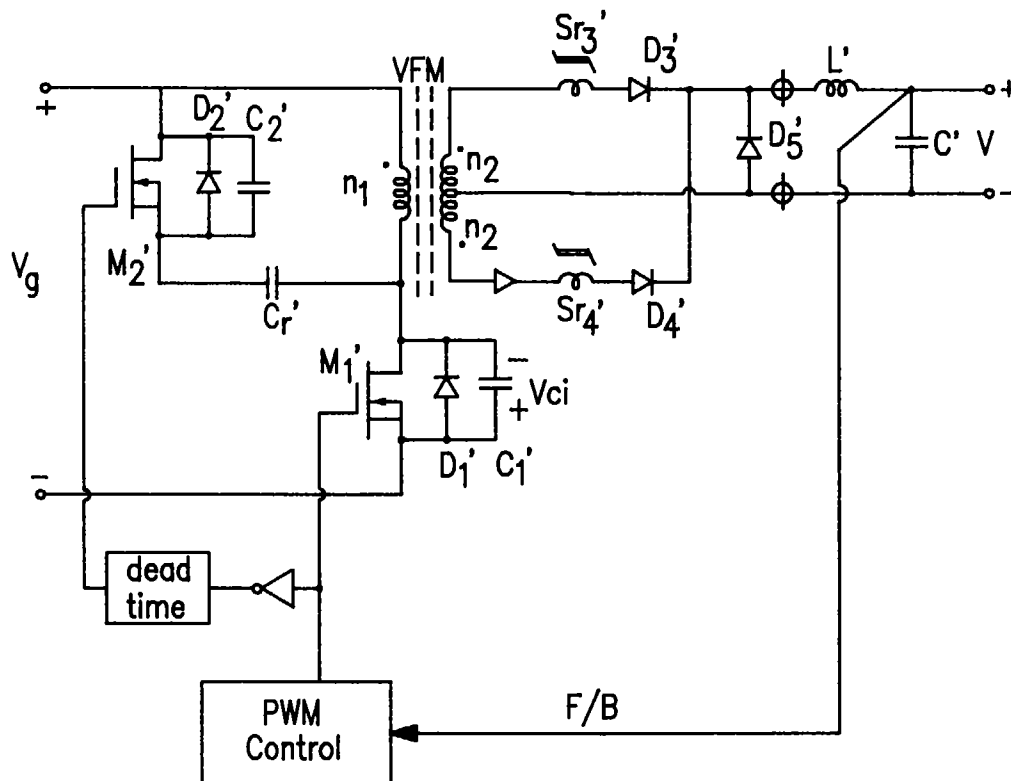 Sr3'
D3'
L'
VFM
+
D2'
C2'
n2
D5'
C'
V
+
n1
n2
-
M2'
Vg
Cr'
Sr4'
D4'
M1'
-
Vci
+
D1'
C1'
-
dead
time
F/B
PWM
Control